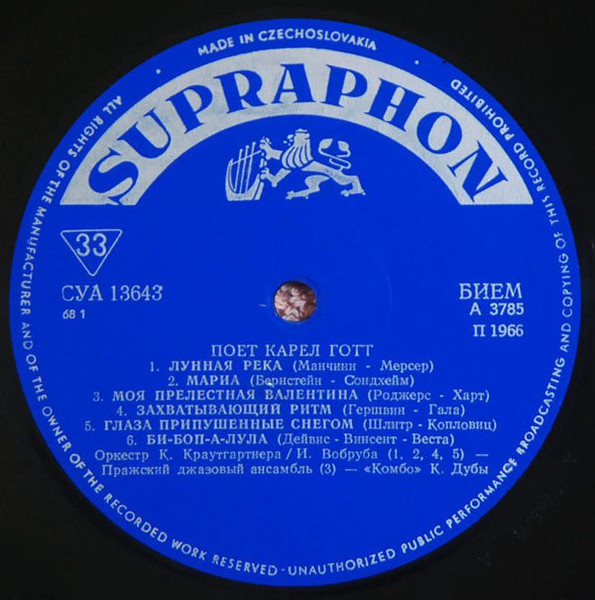 MADE IN CZECHOSLOVAKIA
ALL RIGHTS OF THE MANUFACTURER AND OF THE OWNER OF THE RECORDED WORK RESERVED - UNAUTHORIZED PUBLIC PERFORMANCE BROADCASTING AND COPYING OF THIS RECORD PROHIBITED
SUPRAPHON
33
СУА 13643
68 1
БИЕМ
А 3785
П 1966
ПОЕТ КАРЕЛ ГОТТ
1. ЛУННАЯ РЕКА (Манчини - Мерсер)
2. МАРИА (Бернстейн - Сондхейм)
3. МОЯ ПРЕЛЕСТНАЯ ВАЛЕНТИНА (Роджерс - Харт)
4. ЗАХВАТЫВАЮЩИЙ РИТМ (Гершвин - Гала)
5. ГЛАЗА ПРИПУШЕННЫЕ СНЕГОМ (Шлитр - Копловиц)
6. БИ-БОП-А-ЛУЛА (Дейвис - Винсент - Веста)
Оркестр К. Краутгартнера / И. Вобруба (1, 2, 4, 5) —
Пражский джазовый ансамбль (3) — «Комбо» К. Дубы